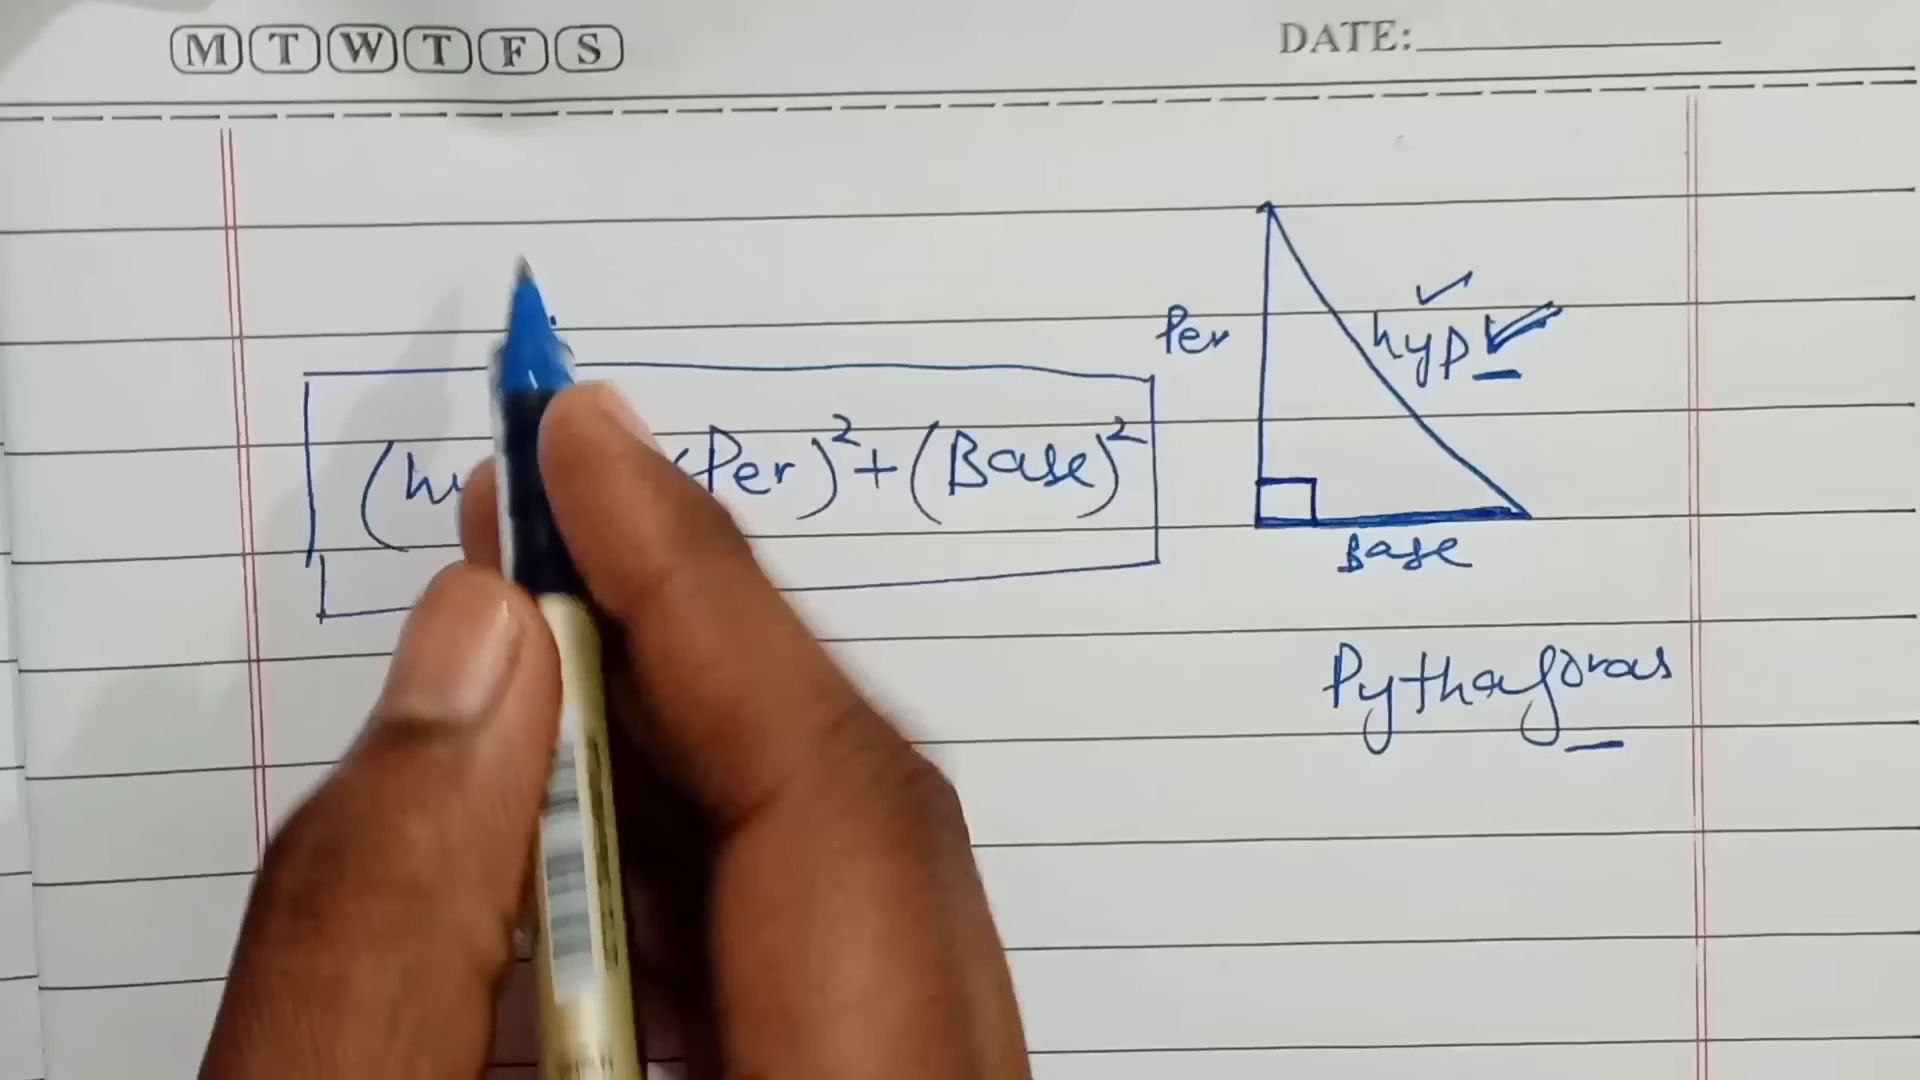 M T W T F S
DATE:
Per
hyp
(Per)²+(Base)²
Base
Pythagoras